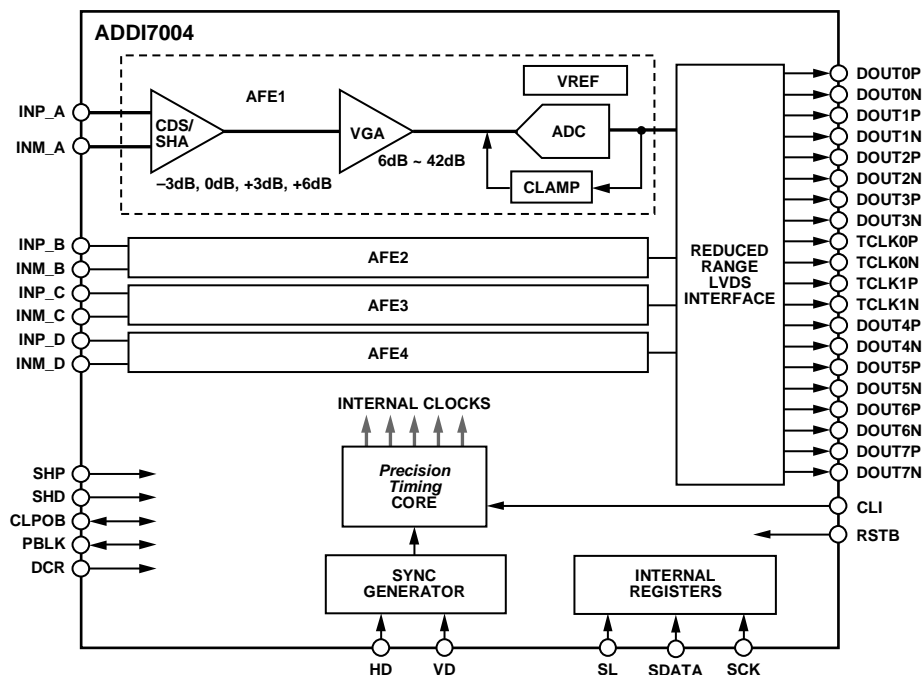 ADDI7004
INP_A
INM_A
AFE1
CDS/
SHA
–3dB, 0dB, +3dB, +6dB
VGA
6dB ~ 42dB
VREF
ADC
CLAMP
INP_B
INM_B
AFE2
INP_C
INM_C
AFE3
INP_D
INM_D
AFE4
REDUCED
RANGE
LVDS
INTERFACE
DOUT0P
DOUT0N
DOUT1P
DOUT1N
DOUT2P
DOUT2N
DOUT3P
DOUT3N
TCLK0P
TCLK0N
TCLK1P
TCLK1N
DOUT4P
DOUT4N
DOUT5P
DOUT5N
DOUT6P
DOUT6N
DOUT7P
DOUT7N
INTERNAL CLOCKS
Precision
Timing
CORE
SHP
SHD
CLPOB
PBLK
DCR
CLI
RSTB
SYNC
GENERATOR
INTERNAL
REGISTERS
HD
VD
SL
SDATA
SCK